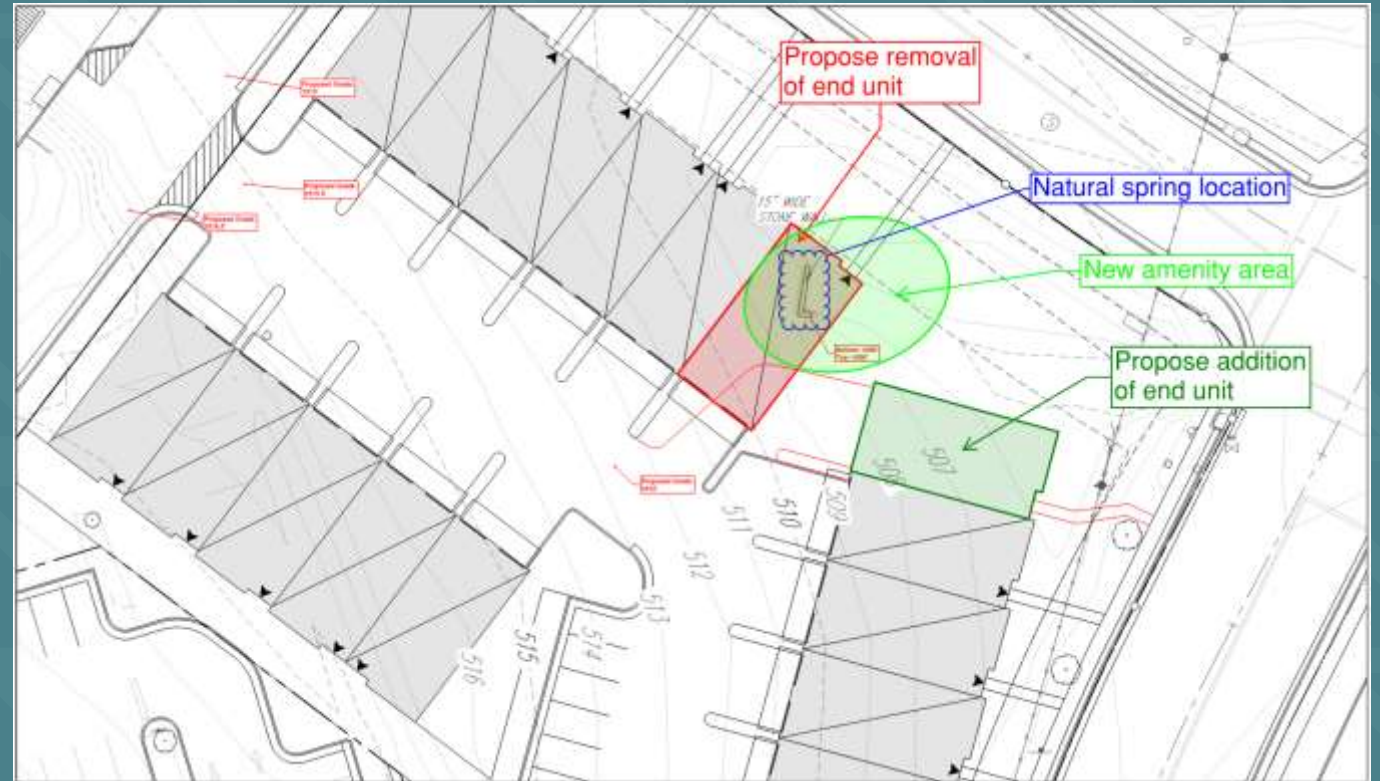 Propose removal
of end unit
Natural spring location
15" WIDE
STONE WA
New amenity area
Propose addition
of end unit
507
508
509
510
511
512
513
514
515
516